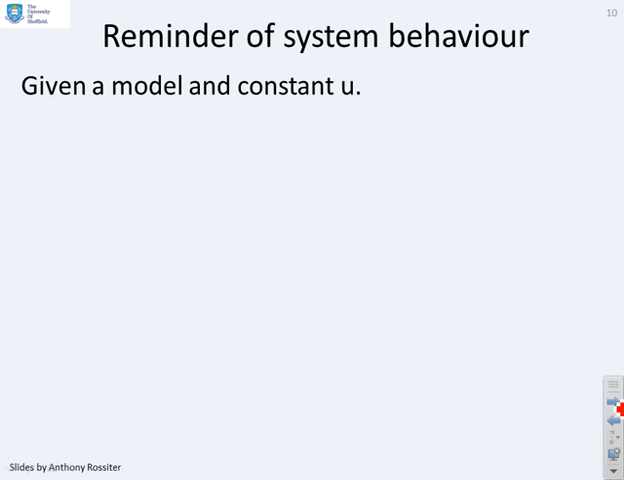 The
University
Of
Sheffield.
10
Reminder of system behaviour
Given a model and constant u.
Slides by Anthony Rossiter